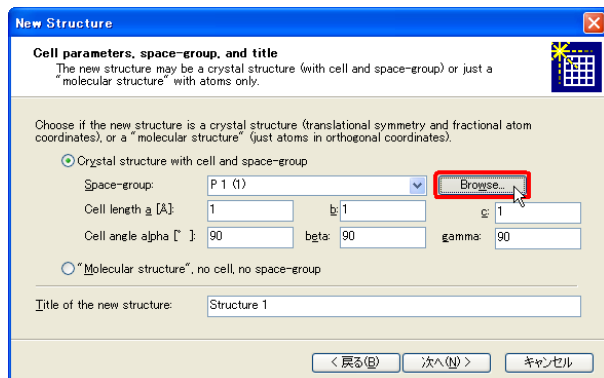 New Structure
Cell parameters, space-group, and title
The new structure may be a crystal structure (with cell and space-group) or just a
"molecular structure" with atoms only.
Choose if the new structure is a crystal structure (translational symmetry and fractional atom
coordinates), or a "molecular structure" (just atoms in orthogonal coordinates).
Crystal structure with cell and space-group
Space-group: P 1 (1) Browse...
Cell length a [Å]: 1 b: 1 c: 1
Cell angle alpha [°]: 90 beta: 90 gamma: 90
"Molecular structure", no cell, no space-group
Title of the new structure: Structure 1
< 戻る(B) 次へ(N) > キャンセル